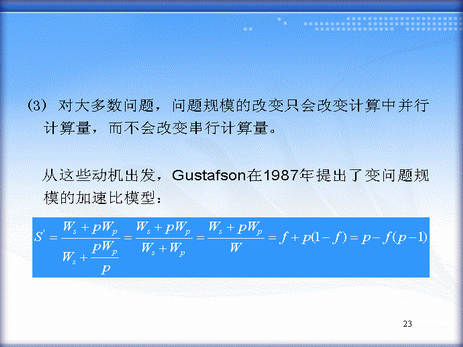 (3) 对大多数问题，问题规模的改变只会改变计算中并行
计算量，而不会改变串行计算量。
从这些动机出发，Gustafson在1987年提出了变问题规
模的加速比模型：
S' = \frac{W_s + pW_p}{W_s + \frac{pW_p}{p}} = \frac{W_s + pW_p}{W_s + W_p} = \frac{W_s + pW_p}{W} = f + p(1-f) = p - f(p-1)
23